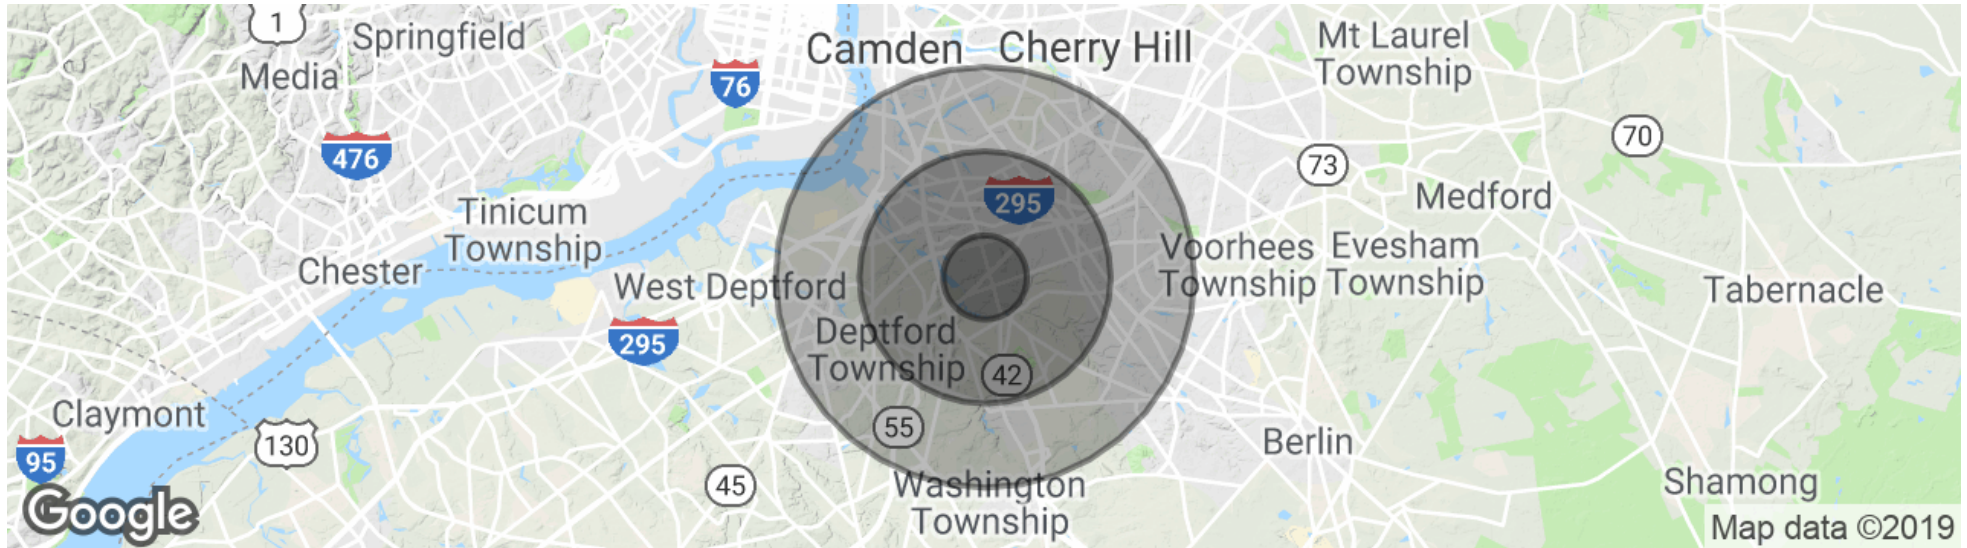 1
Springfield
Media
76
Camden
Cherry Hill
Mt Laurel
Township
476
70
73
Tinicum
Township
295
Medford
Chester
West Deptford
Voorhees
Township
Evesham
Township
Tabernacle
295
Deptford
Township
42
Claymont
130
55
95
Berlin
45
Washington
Township
Shamong
Google
Map data ©2019